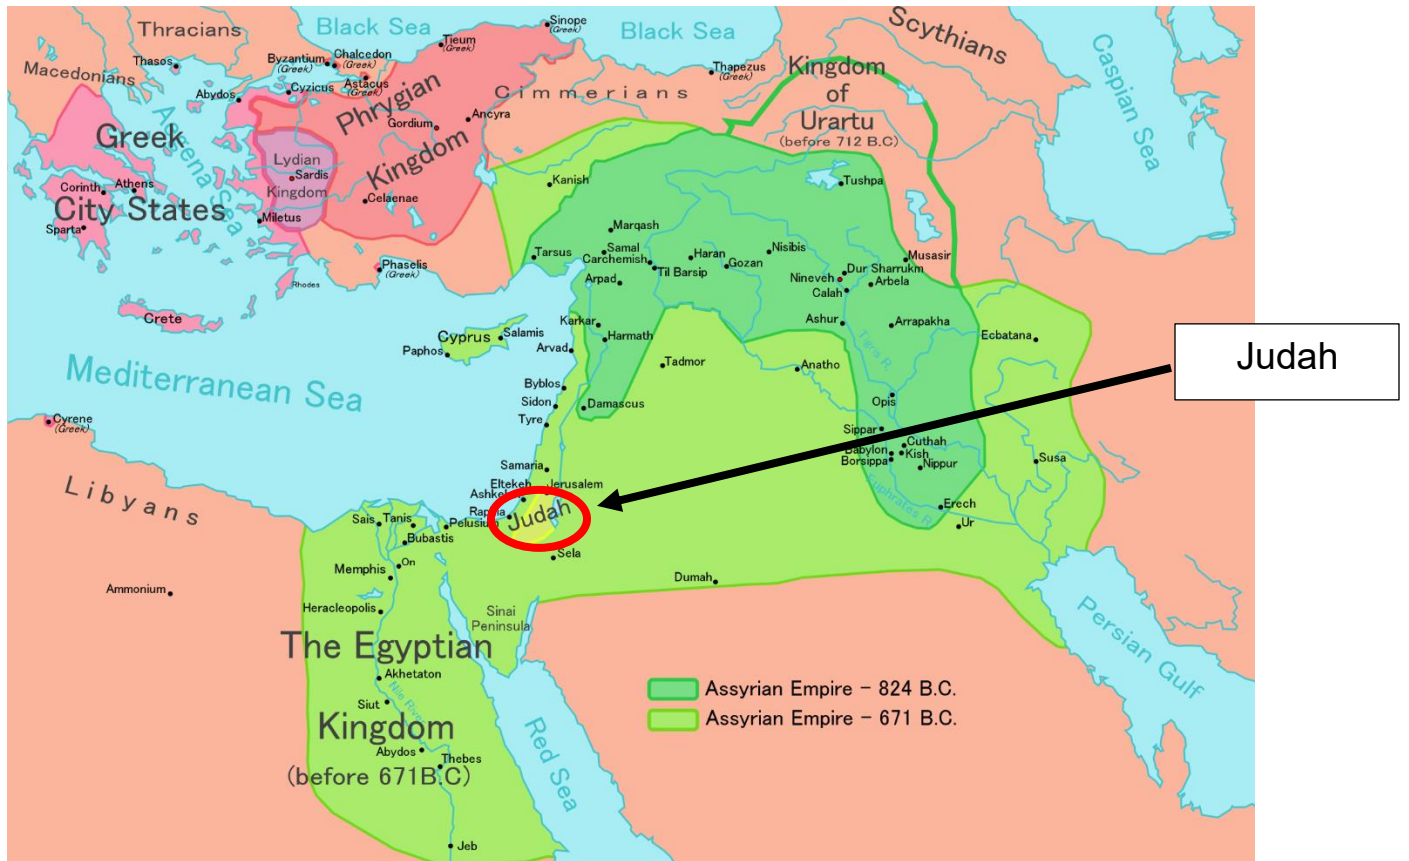 Black Sea
Black Sea
Caspian Sea
Aegena Sea
Mediterranean Sea
Red Sea
Persian Gulf
Thracians
Macedonians
Thasos
Byzantium
(Greek)
Chalcedon
(Greek)
Astacus
(Greek)
Cyzicus
Abydos
Tieum
(Greek)
Sinope
(Greek)
Thapezus
(Greek)
Cimmerians
Scythians
Kingdom
of
Urartu
(before 712 B.C)
Phrygian
Kingdom
Gordium
Ancyra
Celaenae
Lydian
Sardis
Kingdom
Miletus
Greek
City States
Corinth
Athens
Sparta
Phaselis
(Greek)
Rhodes
Crete
Kanish
Tushpa
Marqash
Tarsus
Samal
Carchemish
Til Barsip
Arpad
Haran
Gozan
Nisibis
Musasir
Dur Sharrukm
Nineveh
Arbela
Calah
Ashur
Arrapakha
Ecbatana
Tigris R.
Karkar
Harmath
Cyprus
Salamis
Paphos
Arvad
Tadmor
Anatho
Byblos
Sidon
Damascus
Tyre
Opis
Sippar
Cuthah
Babylon
Kish
Borsippa
Nippur
Susa
Euphrates R.
Erech
Ur
Samaria
Eltekeh
Jerusalem
Judah
Sela
Dumah
Cyrene
(Greek)
Libyans
Ammonium
Sais
Tanis
Pelusium
Bubastis
On
Memphis
Heracleopolis
Sinai
Peninsula
The Egyptian
Kingdom
(before 671B.C)
Akhetaton
Nile River
Siut
Abydos
Thebes
Jeb
Assyrian Empire - 824 B.C.
Assyrian Empire - 671 B.C.
Judah